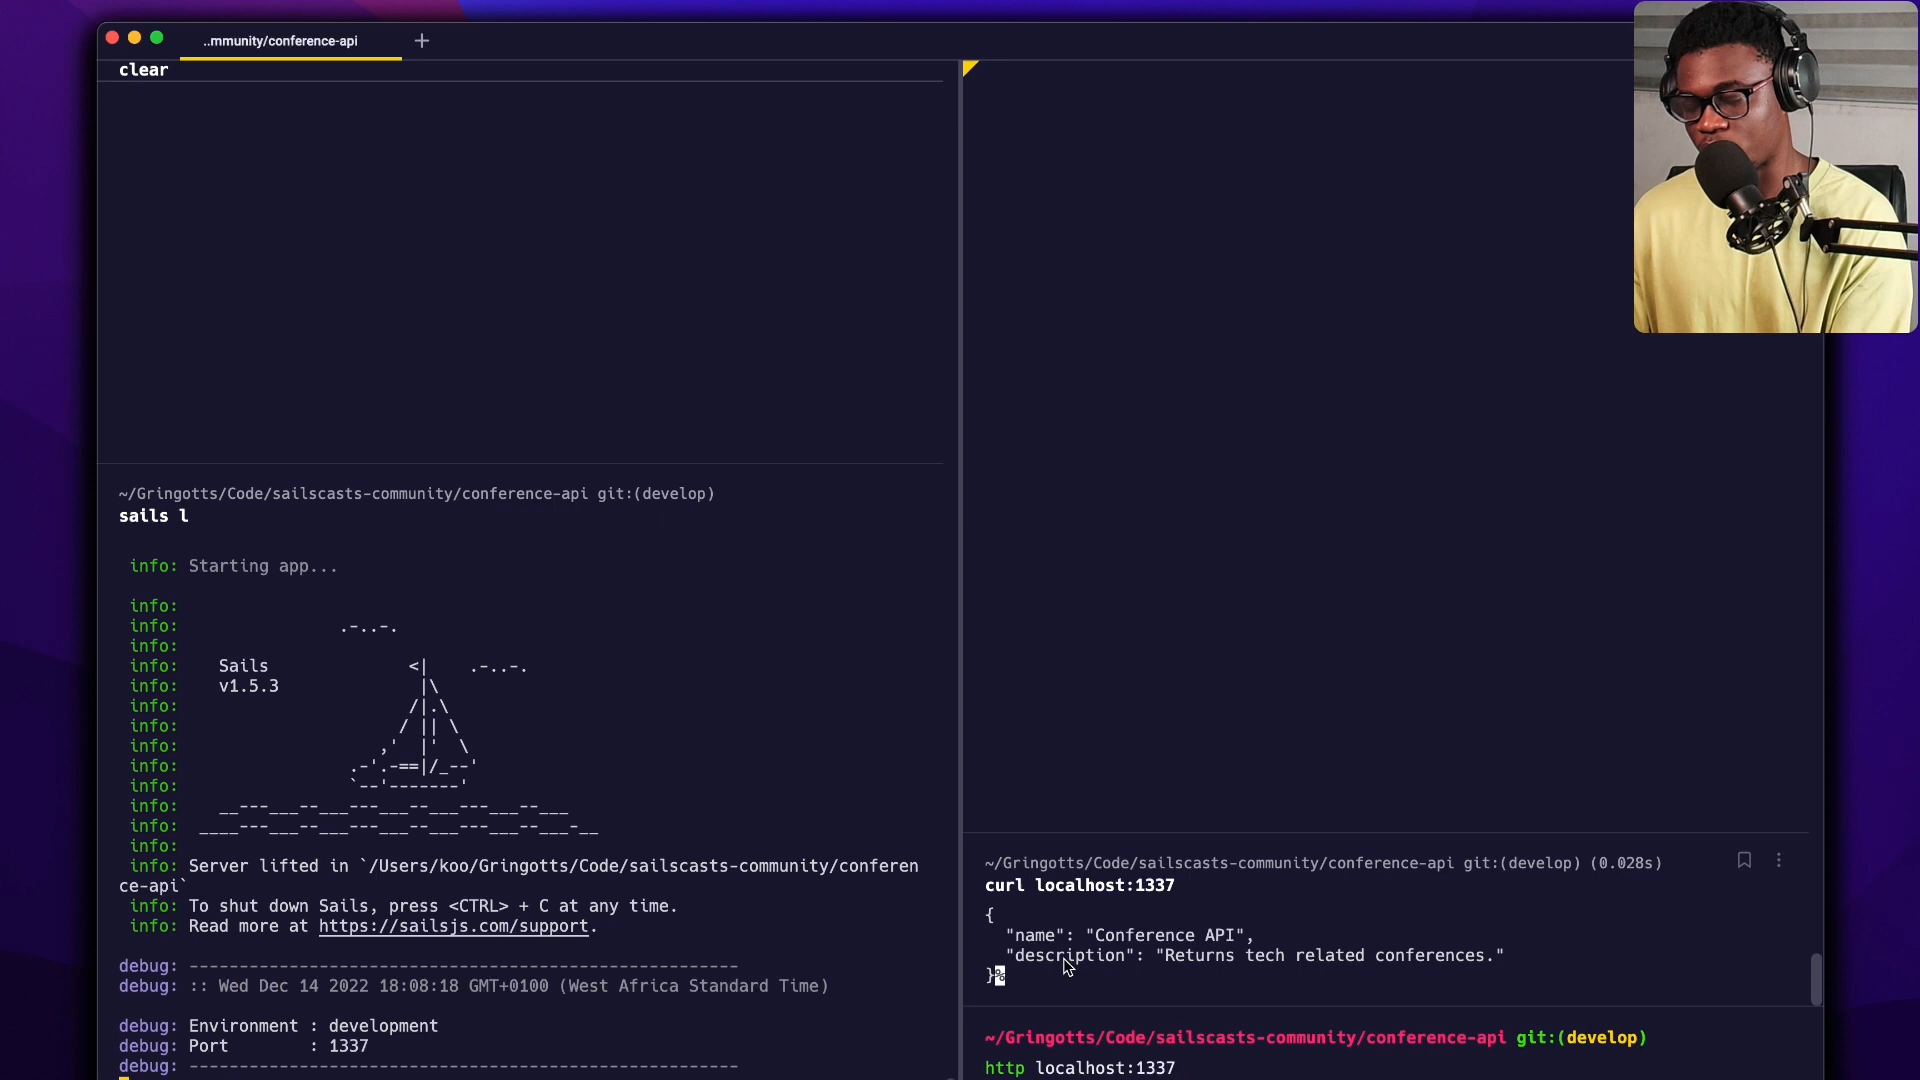 ..mmunity/conference-api
clear
~/Gringotts/Code/sailscasts-community/conference-api git:(develop)
sails l
info: Starting app...
info:
info: .-..-.
info:
info: Sails <| .-..-.
info: v1.5.3 |\
info: /|.\
info: / || \
info: ,' |' \
info: .-'.-==|/_--'
info: `--'-------'
info: __---___--___---___--___---___--___
info: ____---___--___---___--___---___--___-__
info:
info: Server lifted in `/Users/koo/Gringotts/Code/sailscasts-community/conferen
ce-api`
info: To shut down Sails, press <CTRL> + C at any time.
info: Read more at https://sailsjs.com/support.
debug: -------------------------------------------------------
debug: :: Wed Dec 14 2022 18:08:18 GMT+0100 (West Africa Standard Time)
debug: Environment : development
debug: Port : 1337
debug: -------------------------------------------------------
~/Gringotts/Code/sailscasts-community/conference-api git:(develop) (0.028s)
curl localhost:1337
{
"name": "Conference API",
"description": "Returns tech related conferences."
}%
~/Gringotts/Code/sailscasts-community/conference-api git:(develop)
http localhost:1337